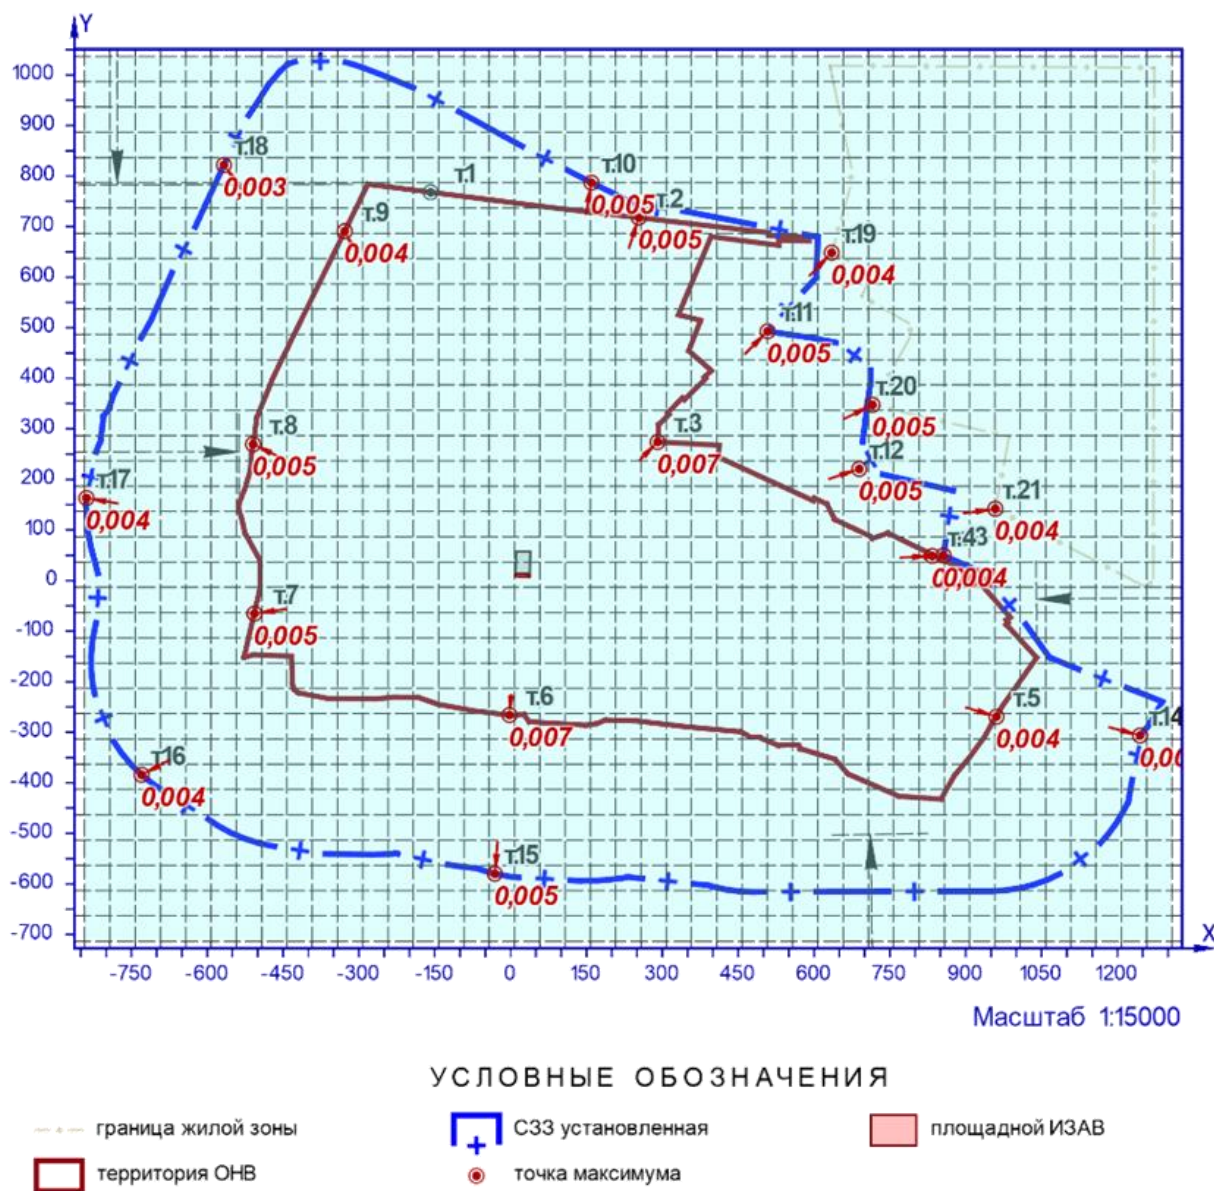 Y
1000
900
800
700
600
500
400
300
200
100
0
-100
-200
-300
-400
-500
-600
-700
т.18
0,003
т.10
0,005
т.1
т.2
0,005
т.9
0,004
т.19
0,004
т.11
0,005
т.20
0,005
т.8
0,005
т.3
0,007
т.12
0,005
т.17
0,004
т.21
0,004
т.43
0,004
т.7
0,005
т.6
0,007
т.5
0,004
т.14
0,00
т.16
0,004
т.15
0,005
X
-750 -600 -450 -300 -150 0 150 300 450 600 750 900 1050 1200
Масштаб 1:15000
УСЛОВНЫЕ ОБОЗНАЧЕНИЯ
граница жилой зоны СЗЗ установленная площадной ИЗАВ
территория ОНВ точка максимума